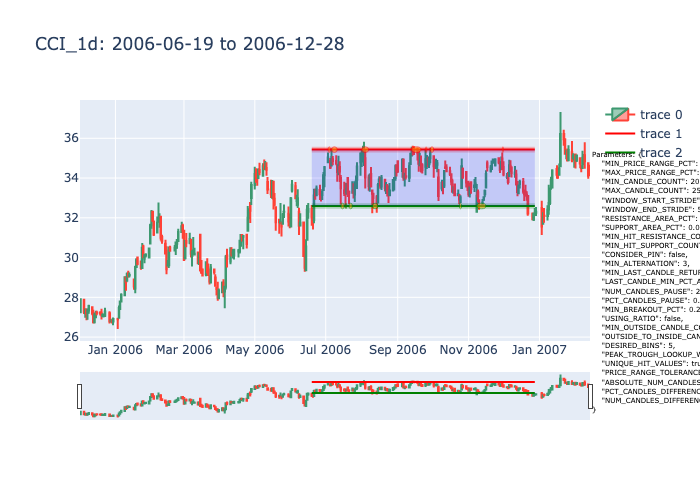 CCI_1d: 2006-06-19 to 2006-12-28
36
34
32
30
28
26
Jan 2006
Mar 2006
May 2006
Jul 2006
Sep 2006
Nov 2006
Jan 2007
trace 0
trace 1
trace 2
"MIN_PRICE_RANGE_PCT":
"MAX_PRICE_RANGE_PCT":
"MIN_CANDLE_COUNT": 20
"MAX_CANDLE_COUNT": 25
"WINDOW_START_STRIDE"
"WINDOW_END_STRIDE": 5
"RESISTANCE_AREA_PCT":
"SUPPORT_AREA_PCT": 0.0
"MIN_HIT_RESISTANCE_CO
"MIN_HIT_SUPPORT_COUNT
"CONSIDER_PIN": false,
"MIN_ALTERNATION": 3,
"MIN_LAST_CANDLE_RETUR
"LAST_CANDLE_MIN_PCT_A
"NUM_CANDLES_PAUSE": 2
"PCT_CANDLES_PAUSE": 0.
"MIN_BREAKOUT_PCT": 0.2
"USING_RATIO": false,
"MIN_OUTSIDE_CANDLE_CO
"OUTSIDE_TO_INSIDE_CAN
"DESIRED_BINS": 5,
"PEAK_TROUGH_LOOKUP_W
"UNIQUE_HIT_VALUES": tru
"PRICE_RANGE_TOLERANC
"ABSOLUTE_NUM_CANDLES
"PCT_CANDLES_DIFFERENC
"NUM_CANDLES_DIFFEREN
}